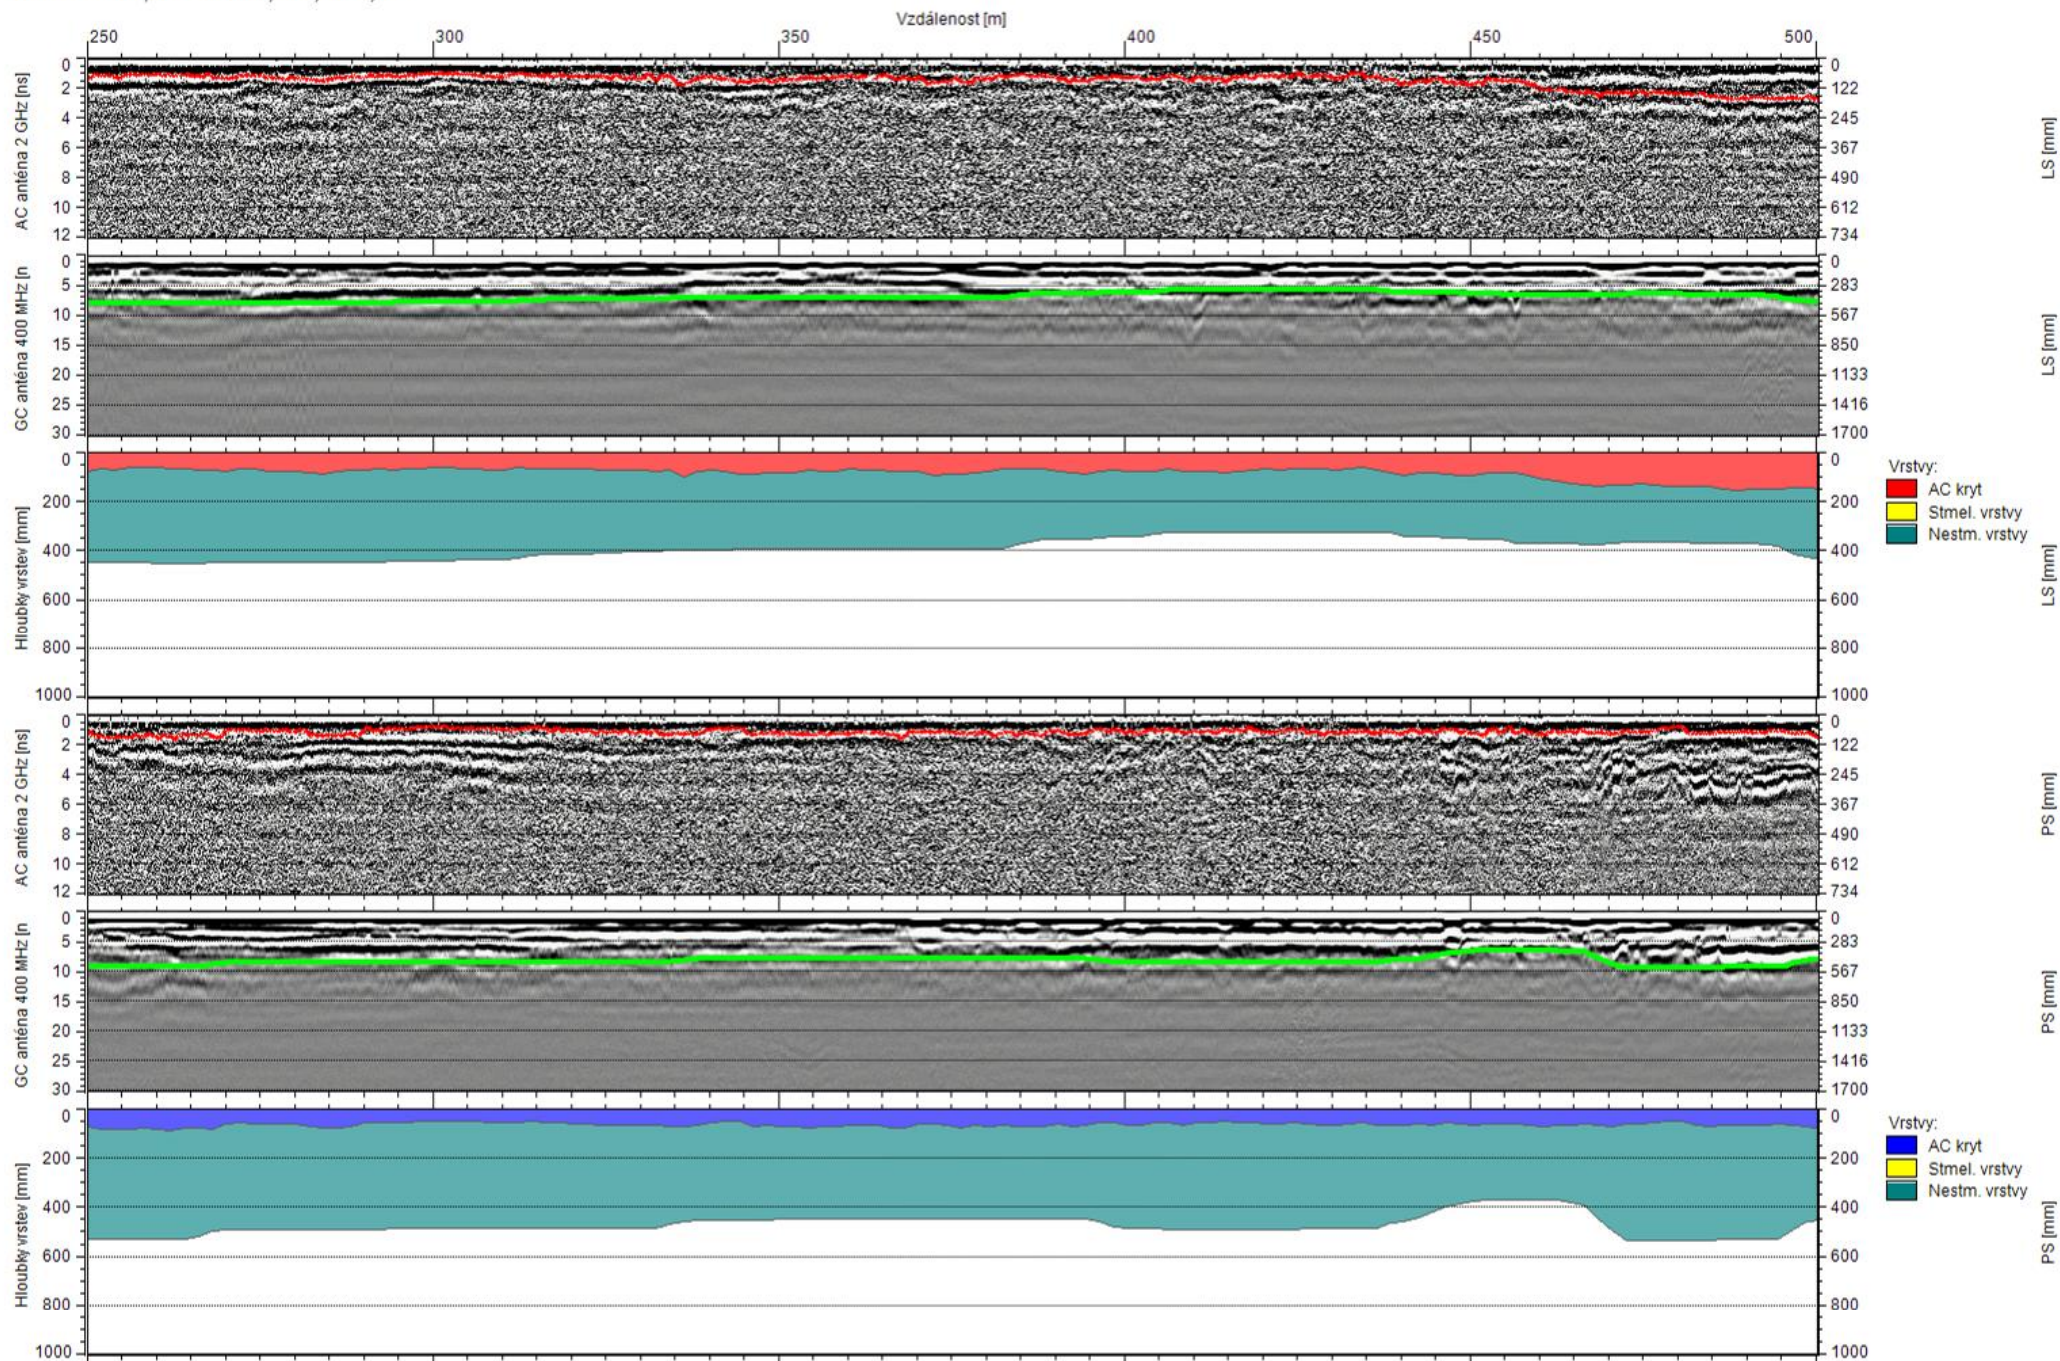 Vzdálenost [m]
250 300 350 400 450 500
AC anténa 2 GHz [ns]
0 2 4 6 8 10 12
0 122 245 367 490 612 734
LS [mm]
GC anténa 400 MHz [n
0 5 10 15 20 25 30
0 283 567 850 1133 1416 1700
LS [mm]
Hloubky vrstev [mm]
0 200 400 600 800 1000
0 200 400 600 800 1000
LS [mm]
Vrstvy:
AC kryt
Stmel. vrstvy
Nestm. vrstvy
AC anténa 2 GHz [ns]
0 2 4 6 8 10 12
0 122 245 367 490 612 734
PS [mm]
GC anténa 400 MHz [n
0 5 10 15 20 25 30
0 283 567 850 1133 1416 1700
PS [mm]
Hloubky vrstev [mm]
0 200 400 600 800 1000
0 200 400 600 800 1000
PS [mm]
Vrstvy:
AC kryt
Stmel. vrstvy
Nestm. vrstvy